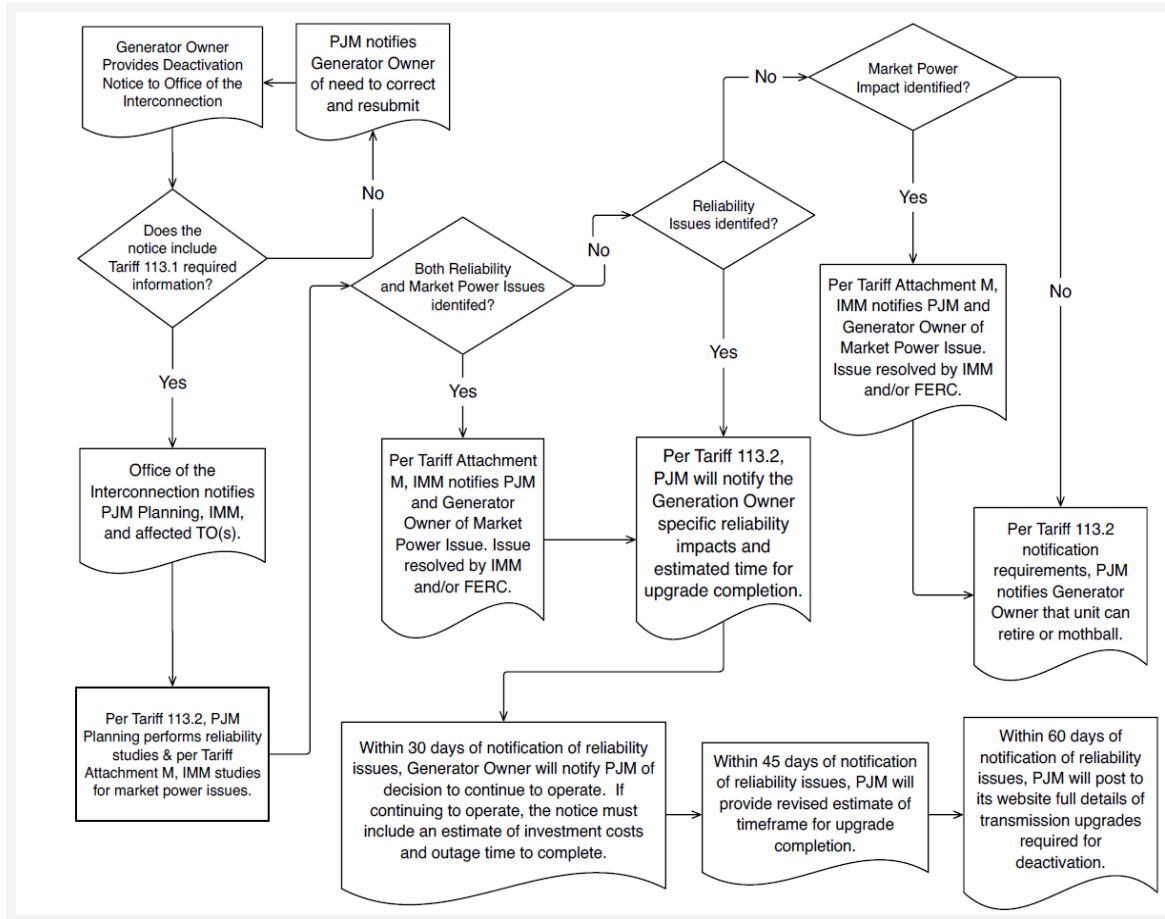 Generator Owner
Provides Deactivation
Notice to Office of the
Interconnection
PJM notifies
Generator Owner
of need to correct
and resubmit
No
Does the
notice include
Tariff 113.1 required
information?
Yes
Office of the
Interconnection notifies
PJM Planning, IMM,
and affected TO(s).
Per Tariff 113.2, PJM
Planning performs reliability
studies & per Tariff
Attachment M, IMM studies
for market power issues.
Both Reliability
and Market Power Issues
identifed?
No
Yes
Per Tariff Attachment
M, IMM notifies PJM
and Generator
Owner of Market
Power Issue. Issue
resolved by IMM
and/or FERC.
Reliability
Issues identifed?
No
Yes
Per Tariff 113.2,
PJM will notify the
Generation Owner
specific reliability
impacts and
estimated time for
upgrade completion.
Market Power
Impact identified?
Yes
No
Per Tariff Attachment M,
IMM notifies PJM and
Generator Owner of
Market Power Issue.
Issue resolved by IMM
and/or FERC.
Per Tariff 113.2
notification
requirements, PJM
notifies Generator
Owner that unit can
retire or mothball.
Within 30 days of notification of reliability
issues, Generator Owner will notify PJM of
decision to continue to operate.  If
continuing to operate, the notice must
include an estimate of investment costs
and outage time to complete.
Within 45 days of notification
of reliability issues, PJM will
provide revised estimate of
timeframe for upgrade
completion.
Within 60 days of
notification of reliability
issues, PJM will post to
its website full details of
transmission upgrades
required for
deactivation.